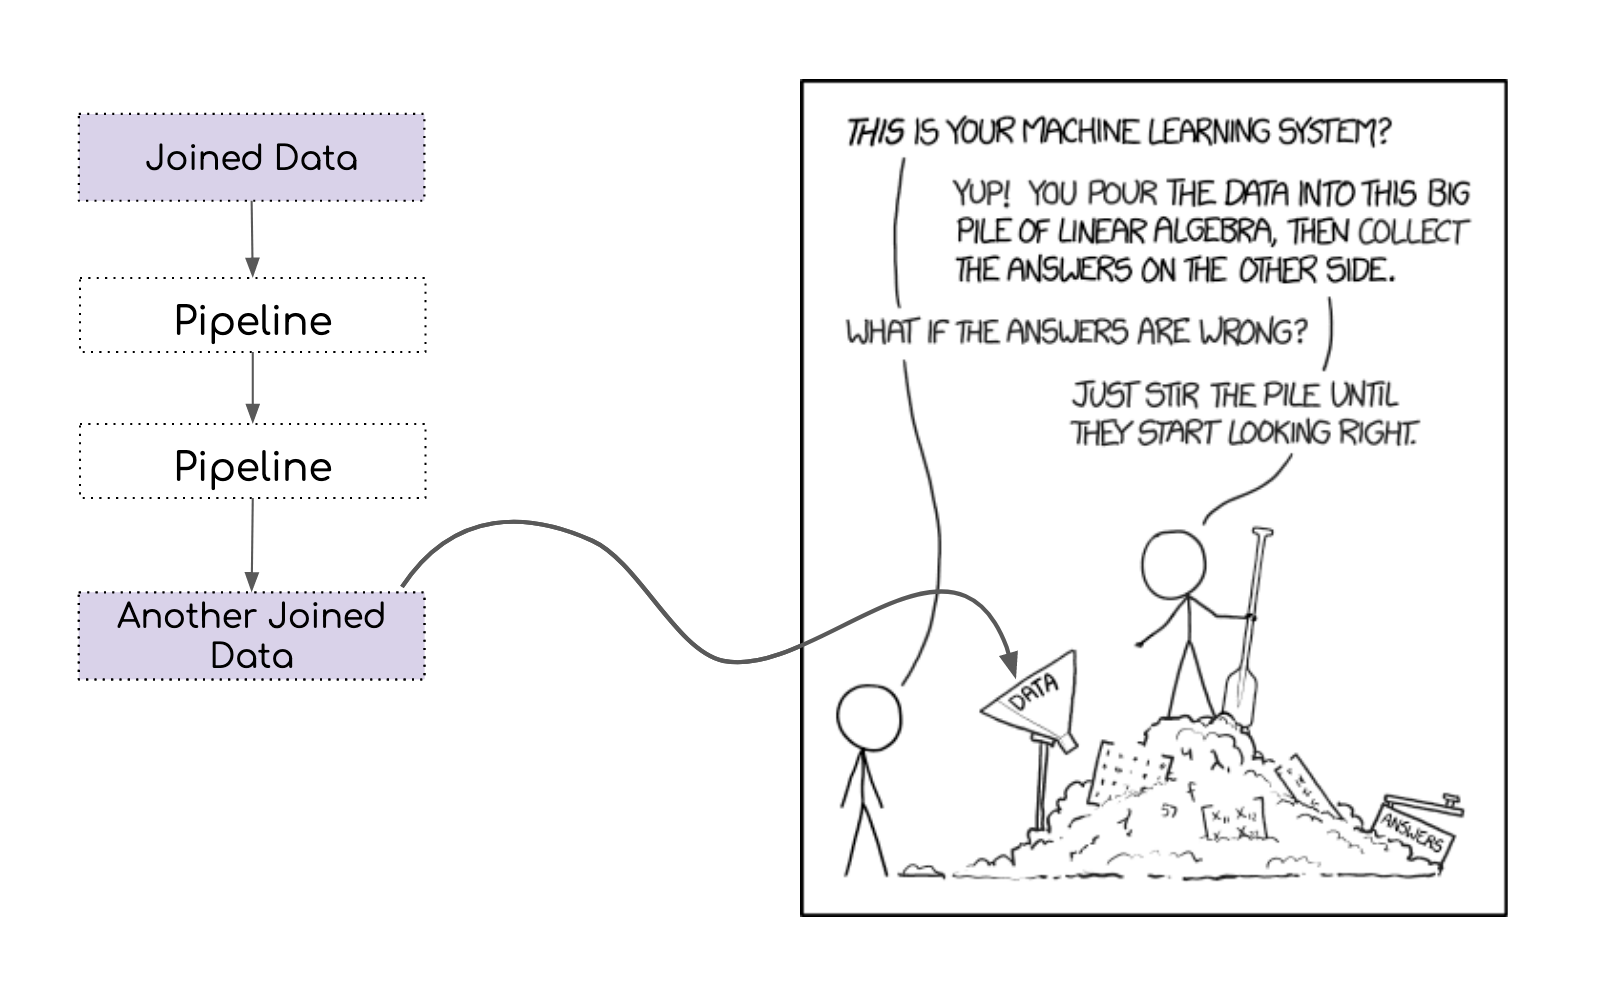 Joined Data
Pipeline
Pipeline
Another Joined
Data
THIS IS YOUR MACHINE LEARNING SYSTEM?
YUP! YOU POUR THE DATA INTO THIS BIG
PILE OF LINEAR ALGEBRA, THEN COLLECT
THE ANSWERS ON THE OTHER SIDE.
WHAT IF THE ANSWERS ARE WRONG?
JUST STIR THE PILE UNTIL
THEY START LOOKING RIGHT.
DATA
ANSWERS